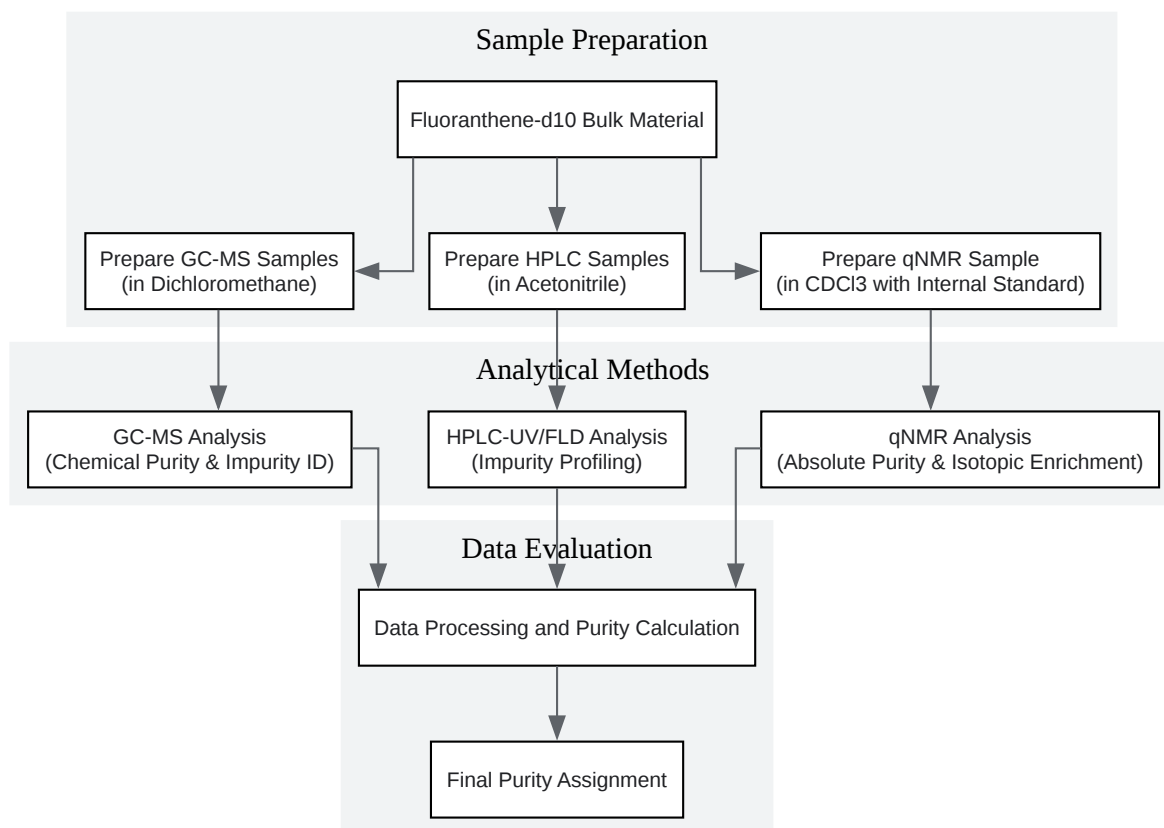 Sample Preparation
Fluoranthene-d10 Bulk Material
Prepare GC-MS Samples
(in Dichloromethane)
Prepare HPLC Samples
(in Acetonitrile)
Prepare qNMR Sample
(in CDCl3 with Internal Standard)
Analytical Methods
GC-MS Analysis
(Chemical Purity & Impurity ID)
HPLC-UV/FLD Analysis
(Impurity Profiling)
qNMR Analysis
(Absolute Purity & Isotopic Enrichment)
Data Evaluation
Data Processing and Purity Calculation
Final Purity Assignment